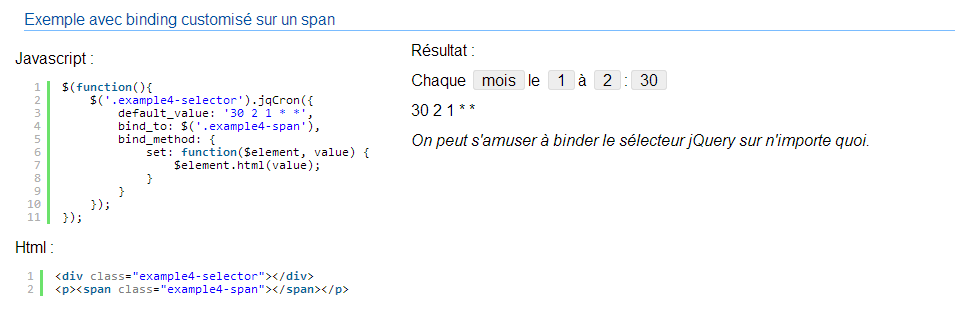 Exemple avec binding customisé sur un span
Javascript :
1 $(function(){
2 $('.example4-selector').jqCron({
3 default_value: '30 2 1 * *',
4 bind_to: $('.example4-span'),
5 bind_method: {
6 set: function($element, value) {
7 $element.html(value);
8 }
9 }
10 });
11 });
Html :
1 <div class="example4-selector"></div>
2 <p><span class="example4-span"></span></p>
Résultat :
Chaque mois le 1 à 2 : 30
30 2 1 * *
On peut s'amuser à binder le sélecteur jQuery sur n'importe quoi.